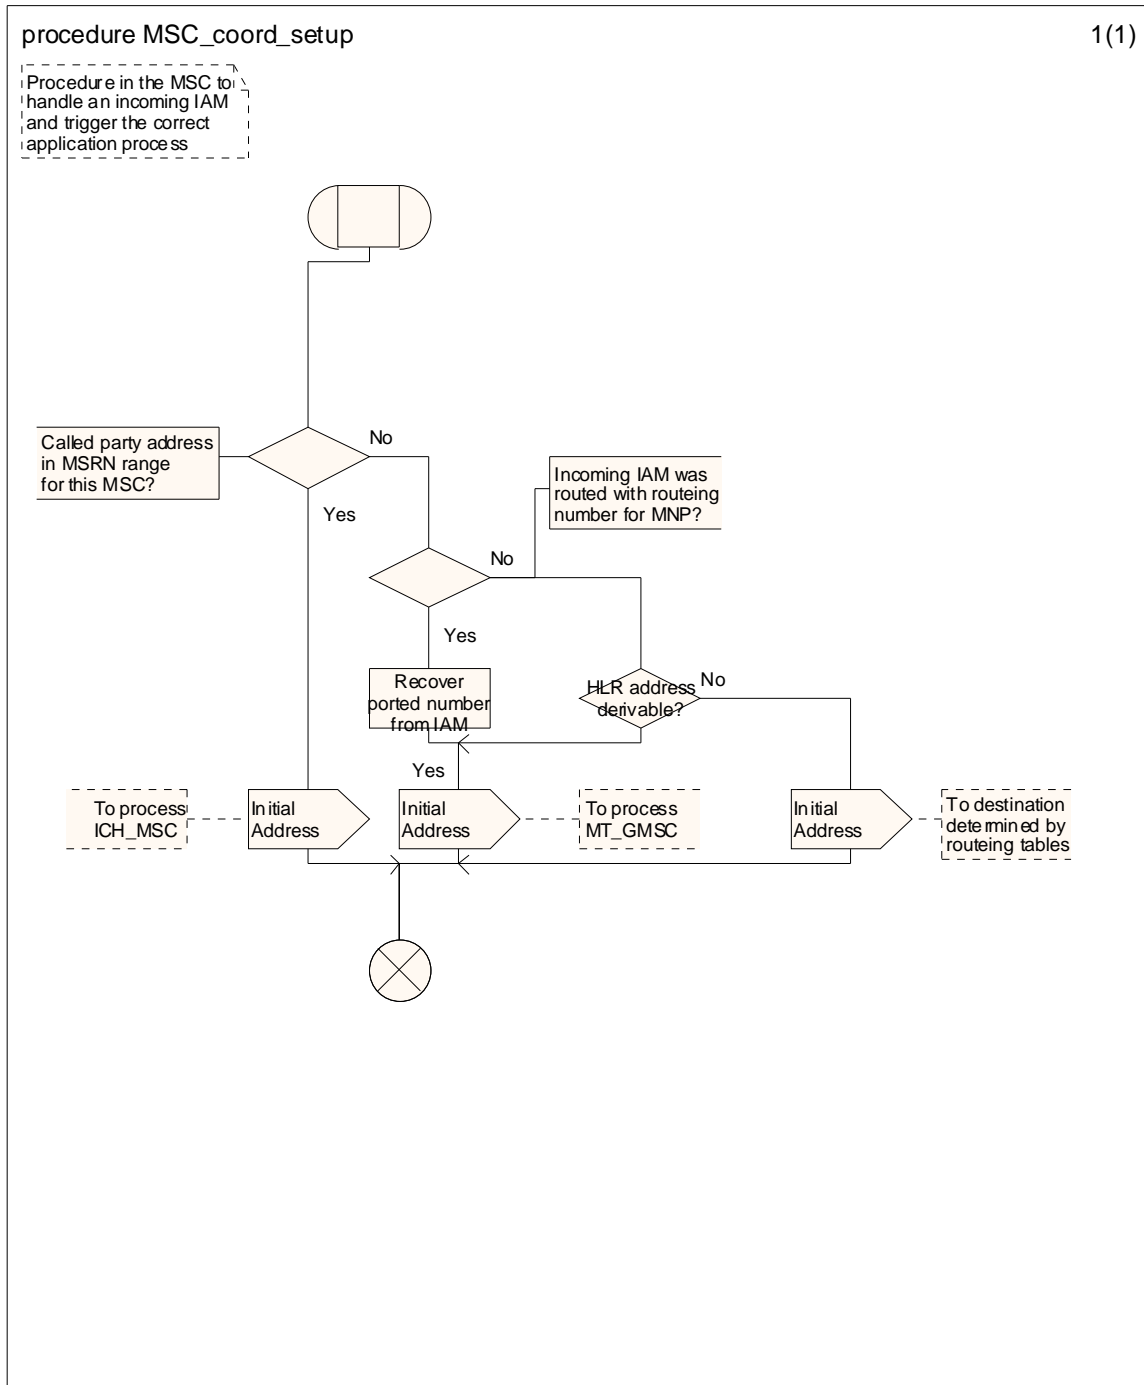 procedure MSC_coord_setup
1(1)
Procedure in the MSC to
handle an incoming IAM
and trigger the correct
application process
Called party address
in MSRN range
for this MSC?
No
Yes
Incoming IAM was
routed with routeing
number for MNP?
No
Yes
Recover
ported number
from IAM
HLR address
derivable?
No
Yes
To process
ICH_MSC
Initial
Address
Initial
Address
To process
MT_GMSC
Initial
Address
To destination
determined by
routeing tables